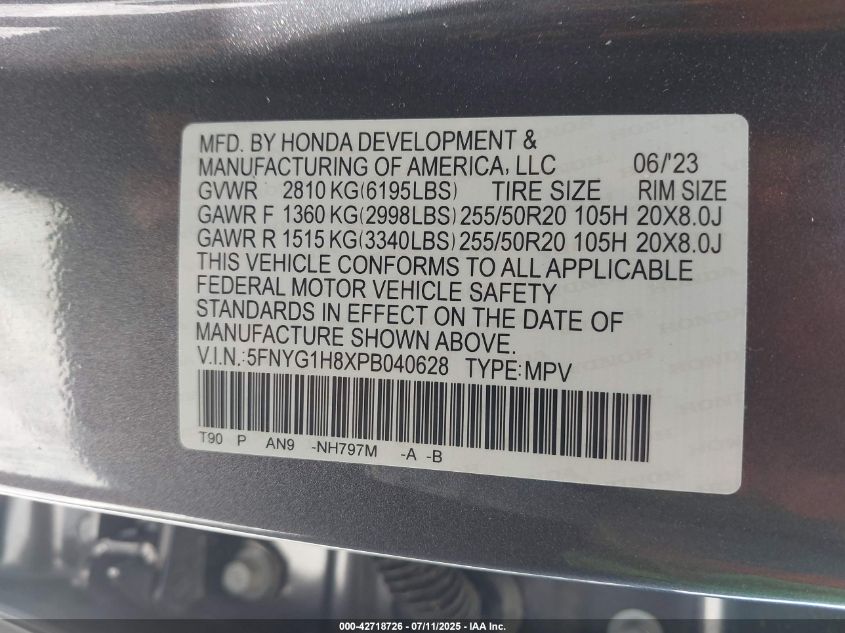 MFD. BY HONDA DEVELOPMENT &
MANUFACTURING OF AMERICA, LLC 06/'23
GVWR 2810 KG(6195LBS) TIRE SIZE RIM SIZE
GAWR F 1360 KG(2998LBS) 255/50R20 105H 20X8.0J
GAWR R 1515 KG(3340LBS) 255/50R20 105H 20X8.0J
THIS VEHICLE CONFORMS TO ALL APPLICABLE
FEDERAL MOTOR VEHICLE SAFETY
STANDARDS IN EFFECT ON THE DATE OF
MANUFACTURE SHOWN ABOVE.
V.I.N.:5FNYG1H8XPB040628 TYPE:MPV
T90 P AN9 -NH797M -A -B
000-42718726 - 07/11/2025 - IAA Inc.